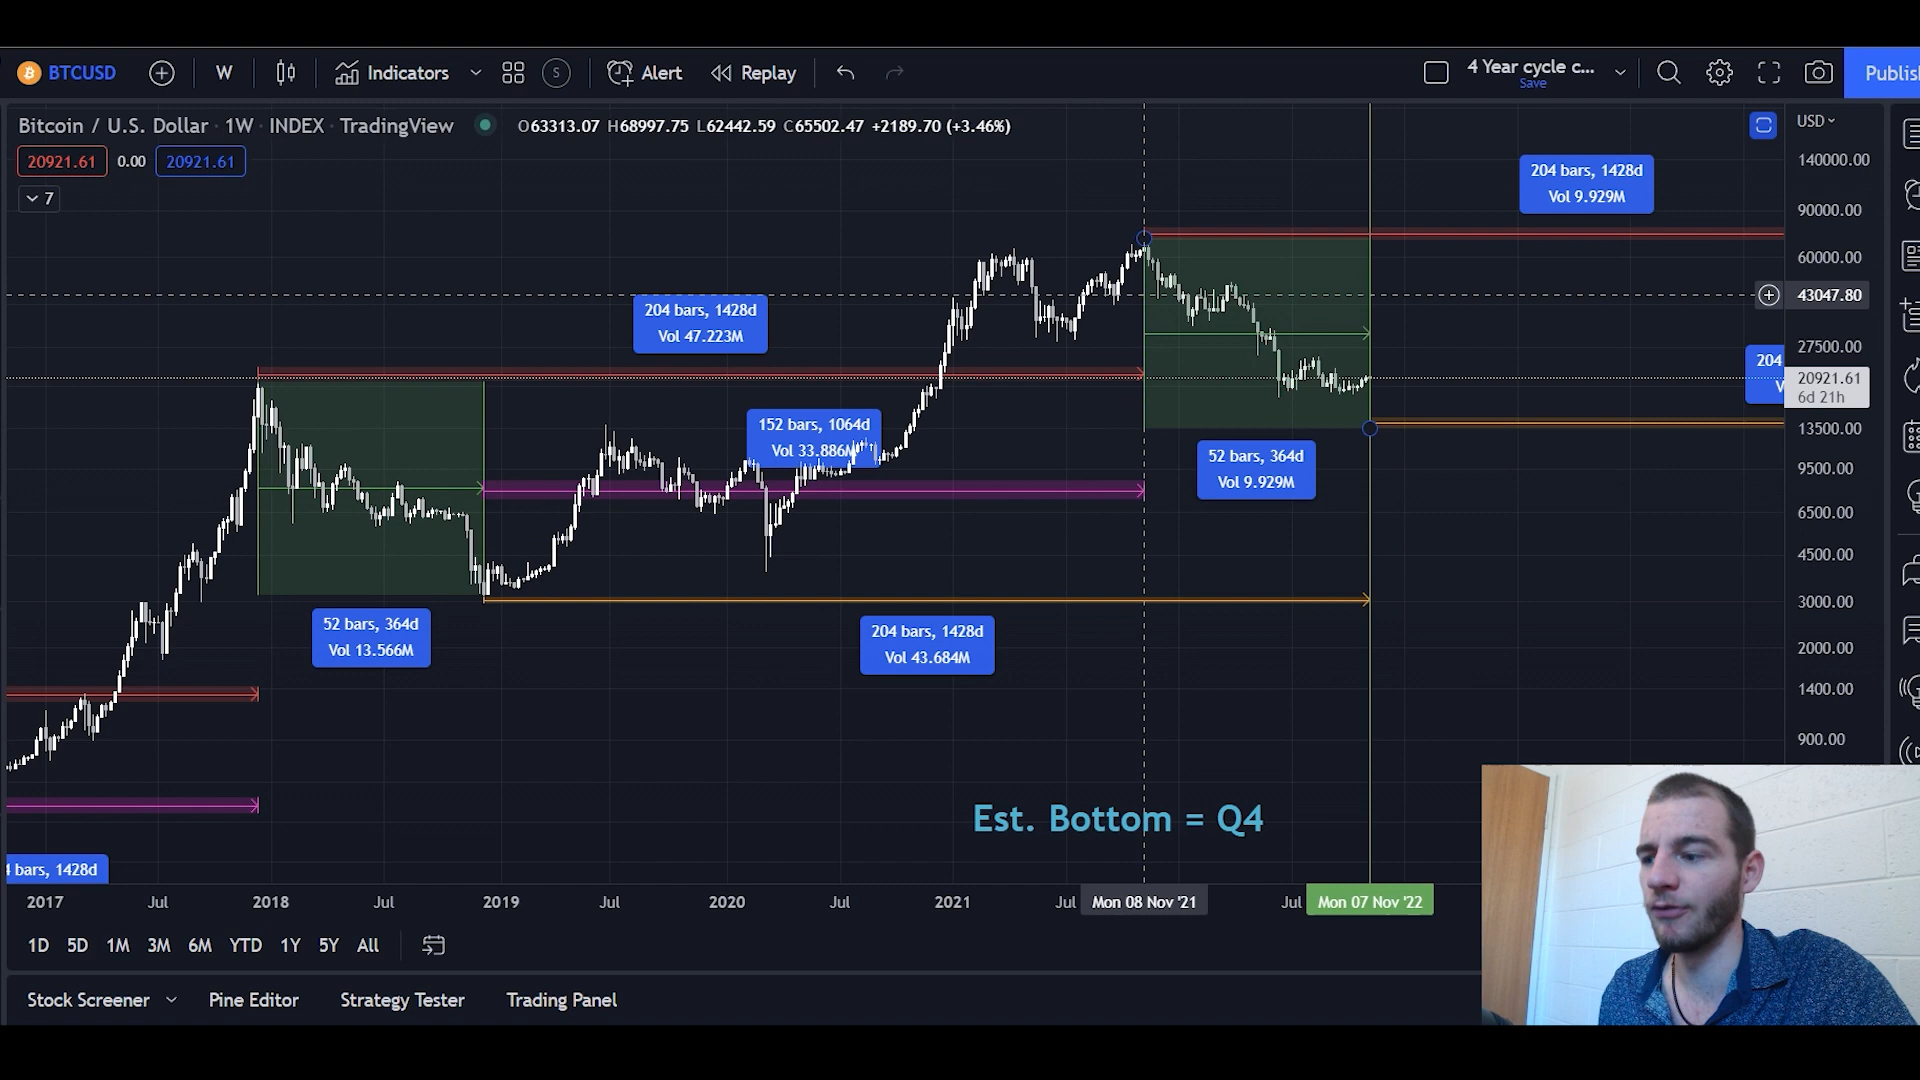 BTCUSD W Indicators S Alert Replay 4 Year cycle c... Save
Bitcoin / U.S. Dollar · 1W · INDEX · TradingView O63313.07 H68997.75 L62442.59 C65502.47 +2189.70 (+3.46%) USD
20921.61 0.00 20921.61
7
140000.00
90000.00
60000.00
43047.80
27500.00
20921.61
6d 21h
13500.00
9500.00
6500.00
4500.00
3000.00
2000.00
1400.00
900.00
204 bars, 1428d
Vol 9.929M
204 bars, 1428d
Vol 47.223M
204
V
152 bars, 1064d
Vol 33.886M
52 bars, 364d
Vol 9.929M
52 bars, 364d
Vol 13.566M
204 bars, 1428d
Vol 43.684M
Est. Bottom = Q4
bars, 1428d
2017 Jul 2018 Jul 2019 Jul 2020 Jul 2021 Jul Mon 08 Nov '21 Jul Mon 07 Nov '22
1D 5D 1M 3M 6M YTD 1Y 5Y All
Stock Screener Pine Editor Strategy Tester Trading Panel